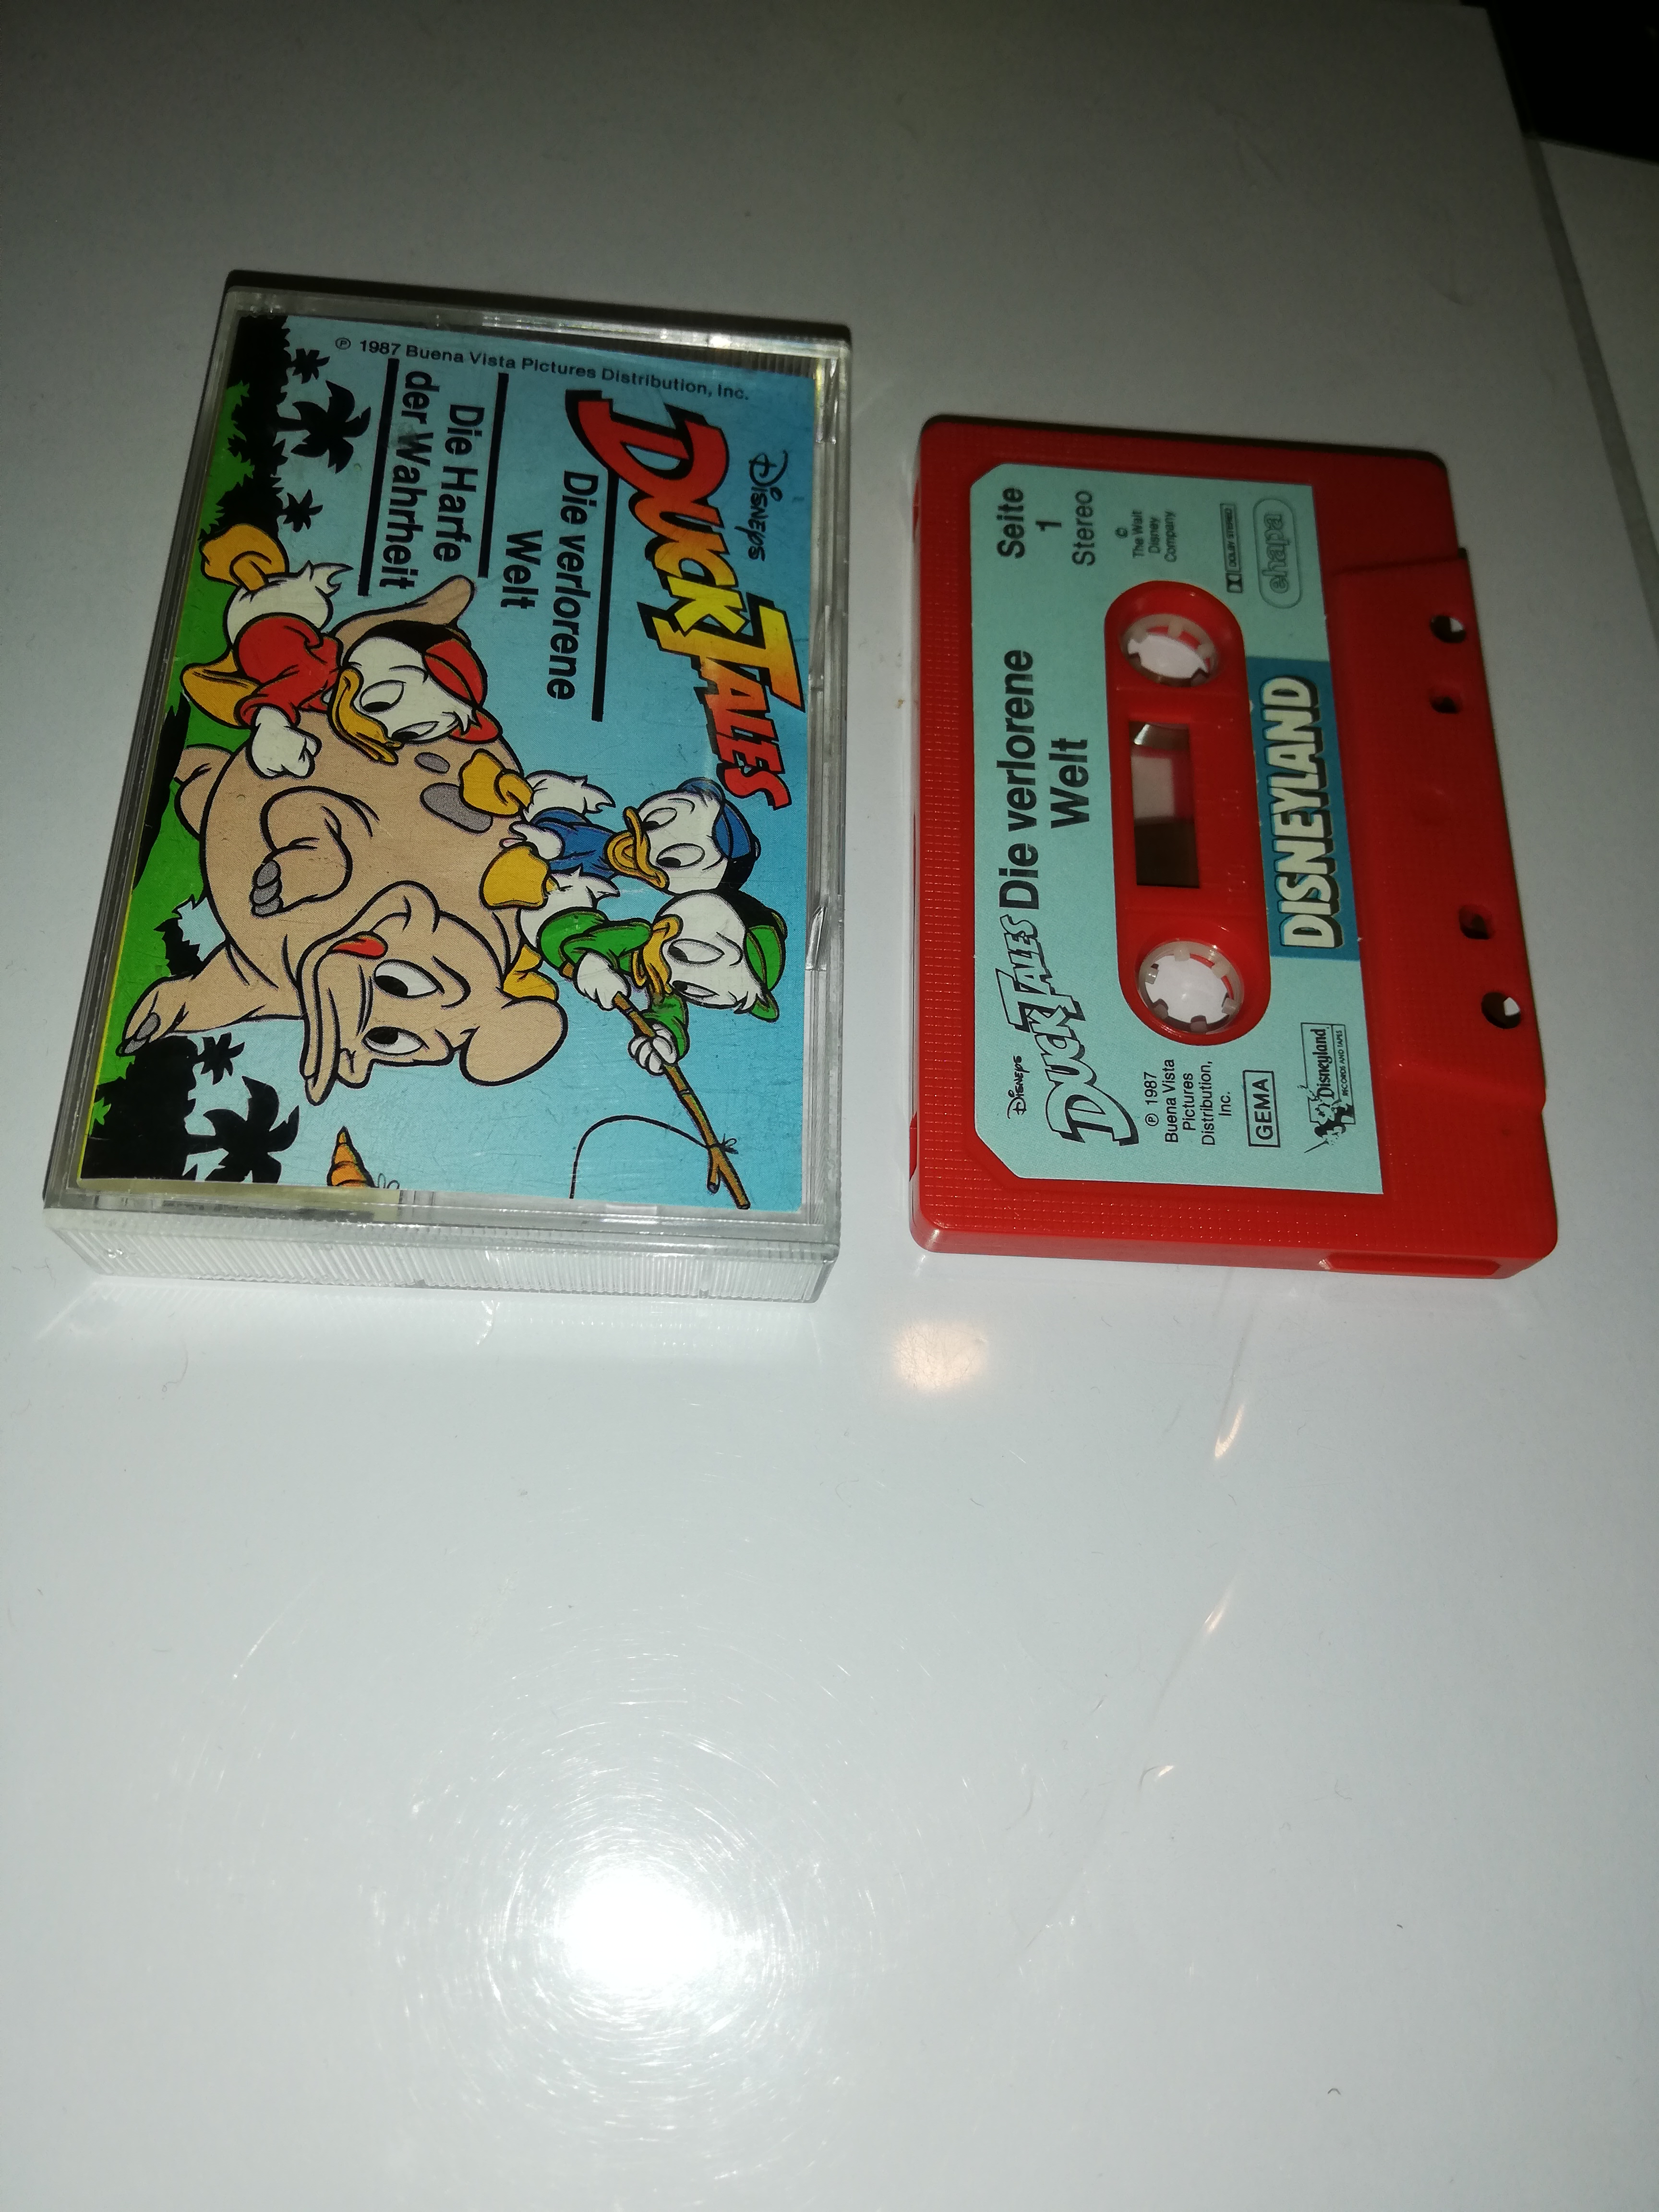 ℗ 1987 Buena Vista Pictures Distribution, Inc.
Disneys
DUCKTALES
Die verlorene
Welt
Die Harfe
der Wahrheit
Disneys
DUCKTALES Die verlorene
Welt
Seite
1
Stereo
℗ 1987
Buena Vista
Pictures
Distribution,
Inc.
GEMA
©
The Walt
Disney
Company
DOLBY STEREO
ehapa
DISNEYLAND
Disneyland
RECORDS AND TAPES